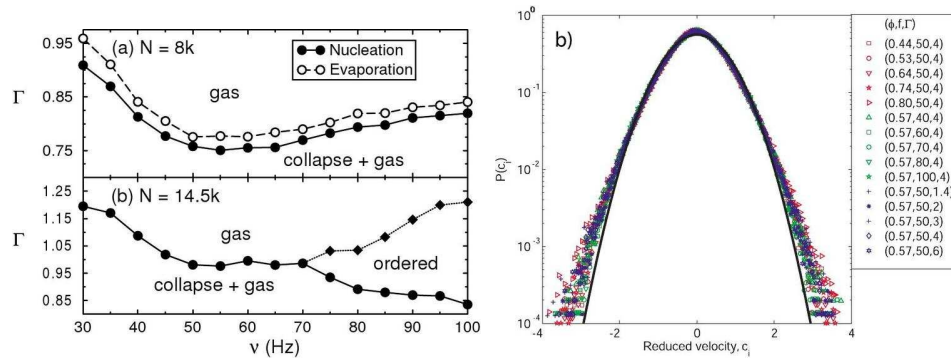 (a) N = 8k
Nucleation
Evaporation
gas
collapse + gas
0.95
0.85
0.75
Γ
(b) N = 14.5k
gas
collapse + gas
ordered
1.25
1.15
1.05
0.95
0.85
Γ
30 40 50 60 70 80 90 100
ν (Hz)
b)
P(c_i)
10^0
10^-1
10^-2
10^-3
10^-4
-4 -2 0 2 4
Reduced velocity, c_i
(ϕ,f,Γ)
(0.44,50,4)
(0.53,50,4)
(0.64,50,4)
(0.74,50,4)
(0.80,50,4)
(0.57,40,4)
(0.57,60,4)
(0.57,70,4)
(0.57,80,4)
(0.57,100,4)
(0.57,50,1.4)
(0.57,50,2)
(0.57,50,3)
(0.57,50,4)
(0.57,50,6)